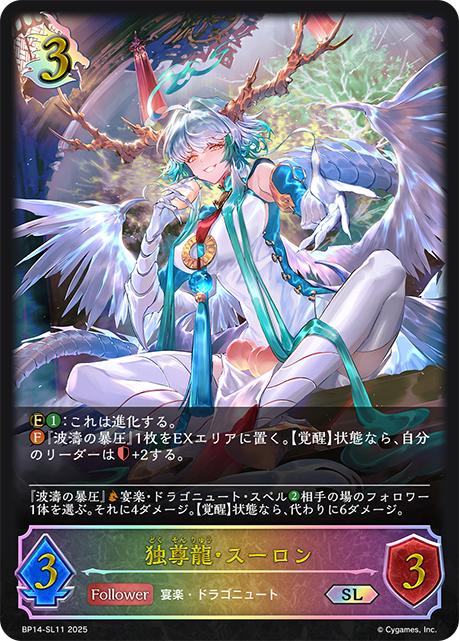 3
E 1:これは進化する。
F 『波濤の暴圧』1枚をEXエリアに置く。【覚醒】状態なら、自分
のリーダーは+2する。
『波濤の暴圧』宴楽・ドラゴニュート・スペル 2 相手の場のフォロワー
1体を選ぶ。それに4ダメージ。【覚醒】状態なら、代わりに6ダメージ。
どく そん りゅう
独尊龍・スーロン
3
Follower 宴楽・ドラゴニュート
SL
3
BP14-SL11 2025
© Cygames, Inc.